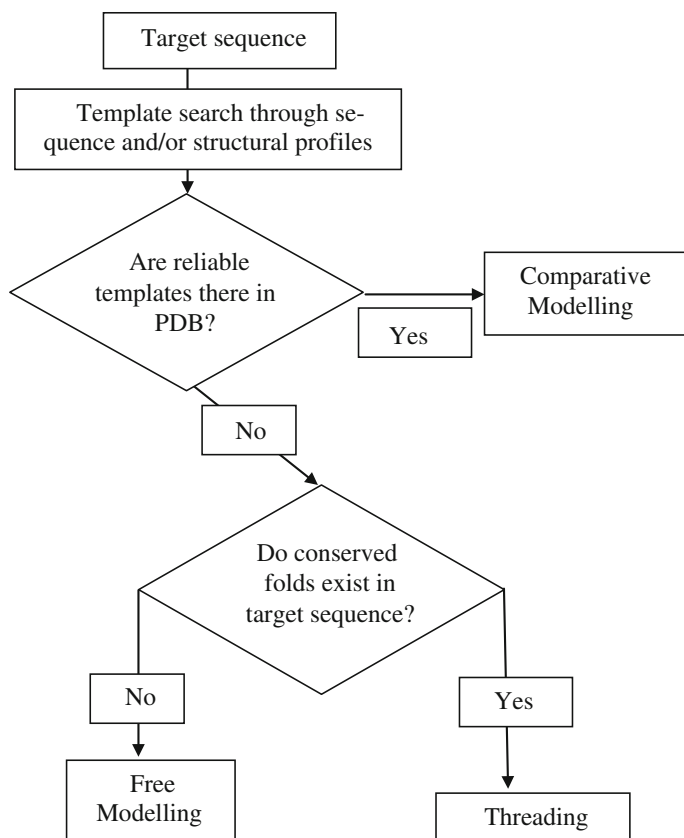 Target sequence
Template search through se-
quence and/or structural profiles
Are reliable
templates there in
PDB?
Comparative
Modelling
Yes
No
Do conserved
folds exist in
target sequence?
No
Yes
Free
Modelling
Threading